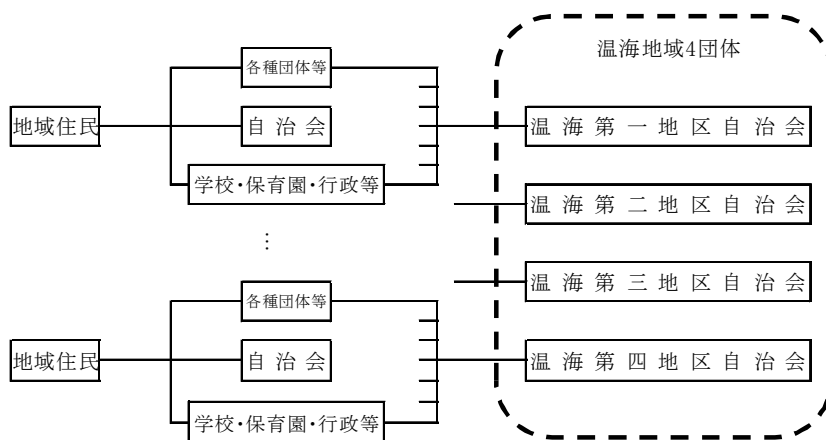 温海地域4団体
各種団体等
地域住民
自治会
学校・保育園・行政等
温海第一地区自治会
温海第二地区自治会
⋮
温海第三地区自治会
各種団体等
地域住民
自治会
学校・保育園・行政等
温海第四地区自治会